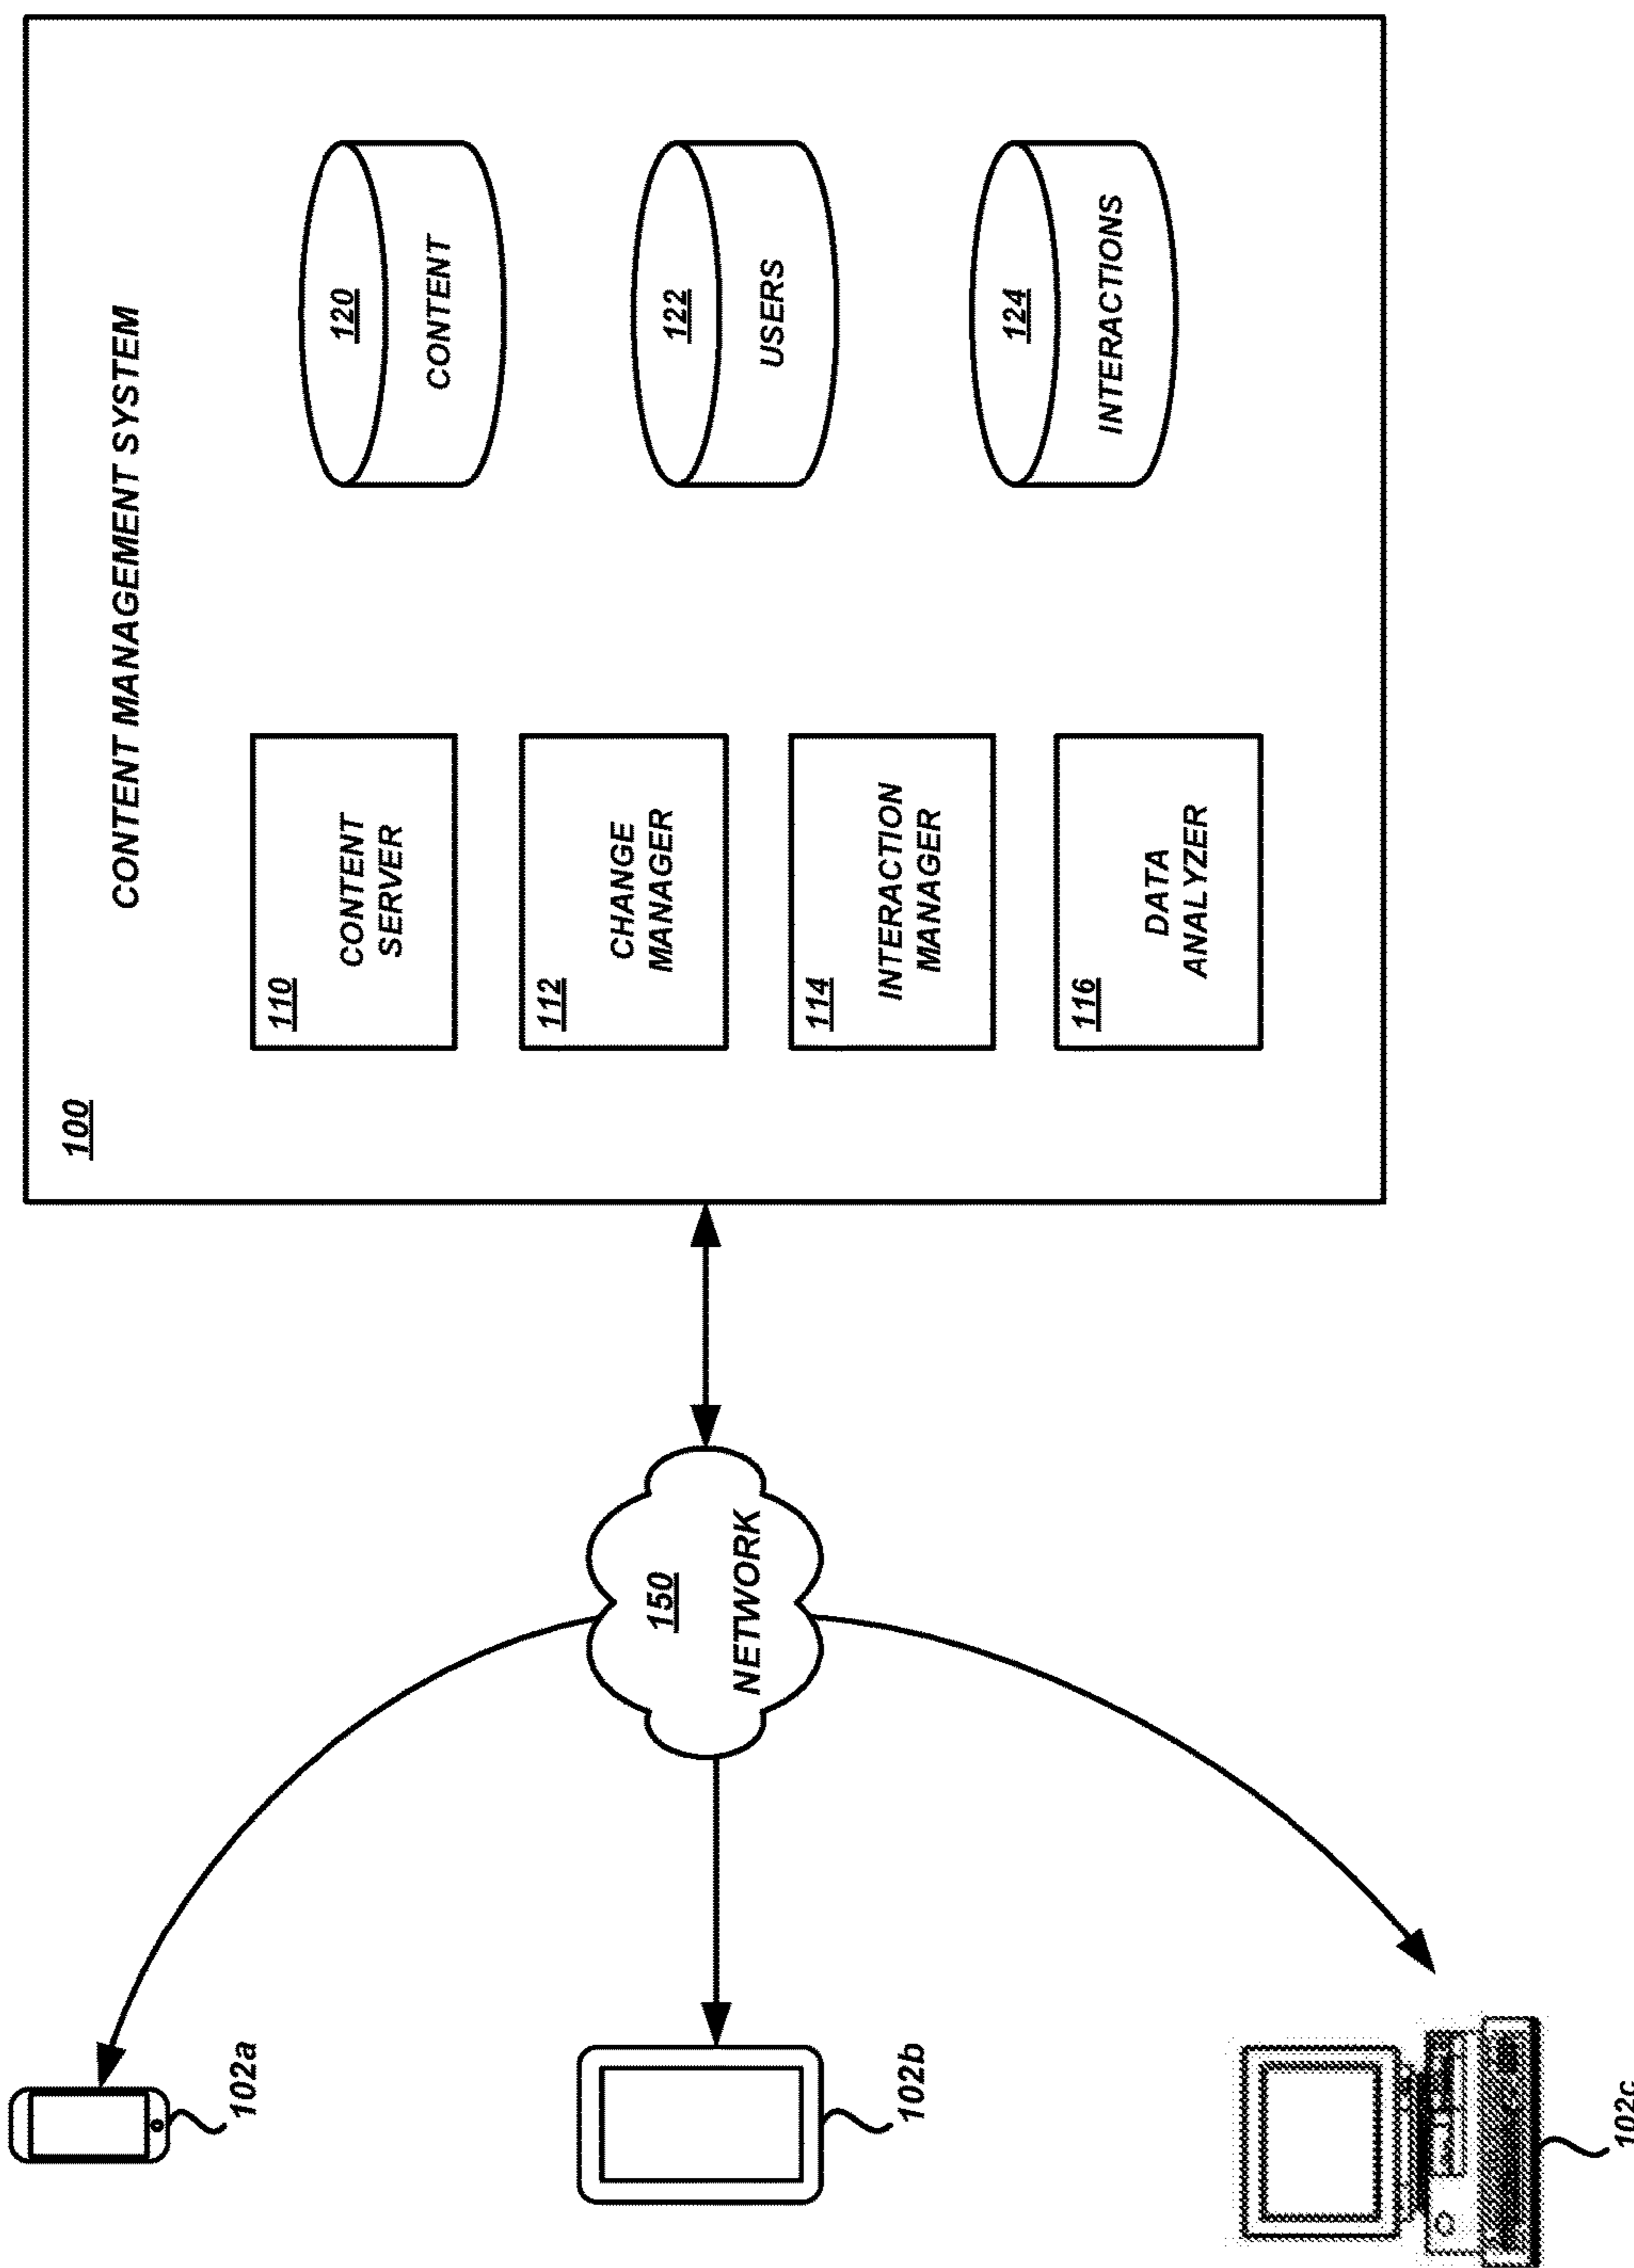 CONTENT MANAGEMENT SYSTEM
100
110
CONTENT
SERVER
112
CHANGE
MANAGER
114
INTERACTION
MANAGER
116
DATA
ANALYZER
120
CONTENT
122
USERS
124
INTERACTIONS
150
NETWORK
102a
102b
102c